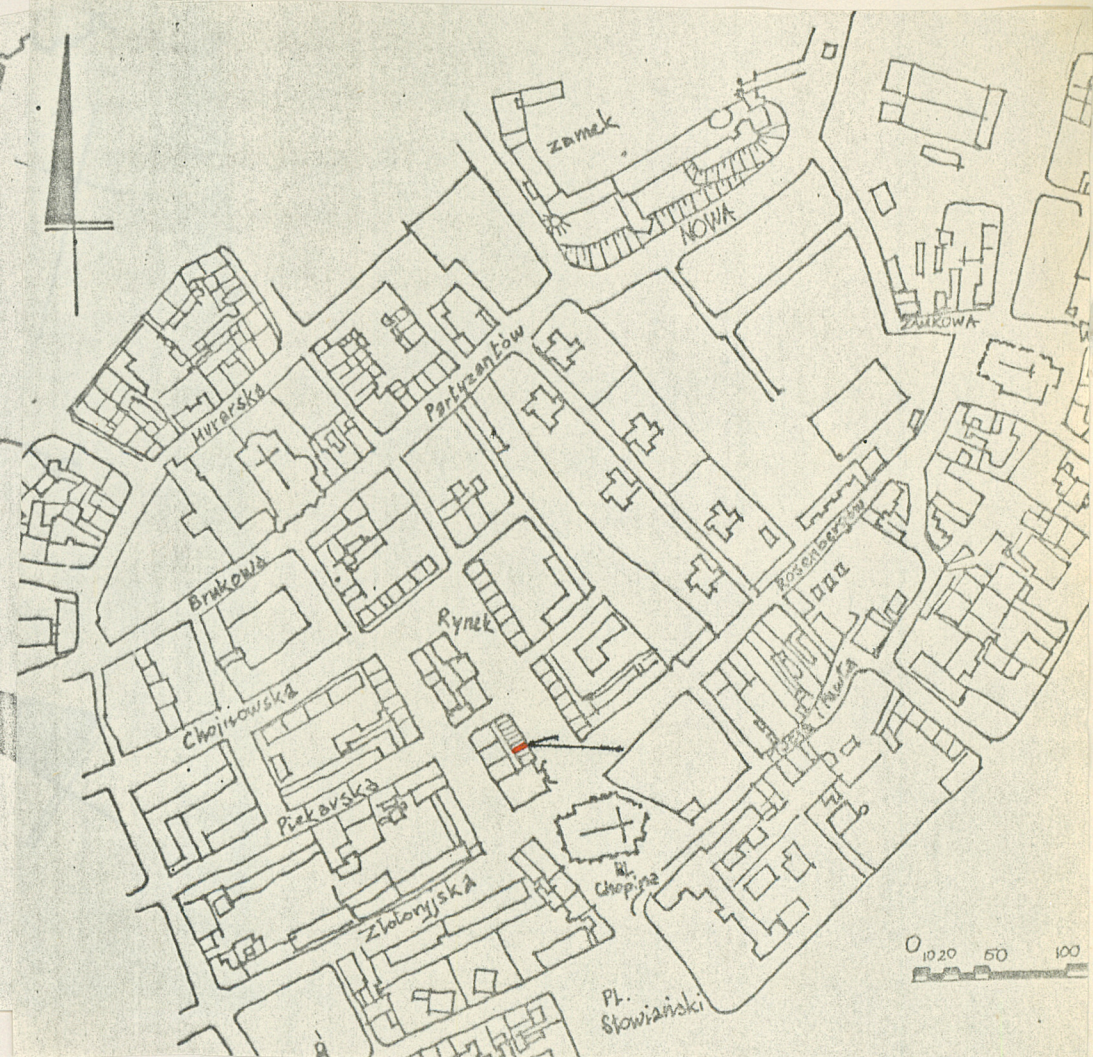 zamek
NOWA
ZAMKOWA
Partyzantów
Murarska
Rosenbergów
Brukowa
Rynek
Chojnowska
Piekarska
Pl.
Chopina
Złotoryjska
0 10 20 50 100
Pl.
Słowiański